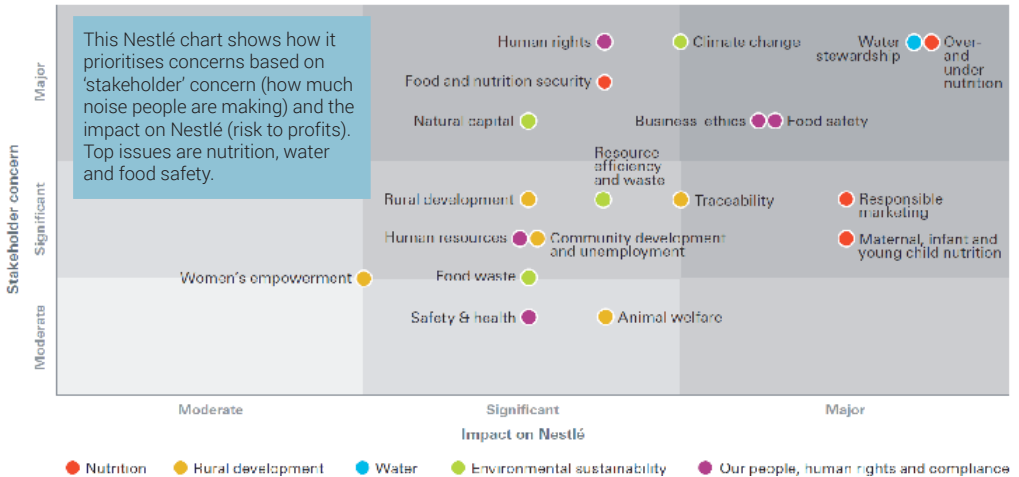 This Nestlé chart shows how it
prioritises concerns based on
‘stakeholder’ concern (how much
noise people are making) and the
impact on Nestlé (risk to profits).
Top issues are nutrition, water
and food safety.
Stakeholder concern
Major
Significant
Moderate
Human rights
Climate change
Water
stewardship
Over-
and
under
nutrition
Food and nutrition security
Natural capital
Business ethics
Food safety
Resource
efficiency
and waste
Rural development
Traceability
Responsible
marketing
Human resources
Community development
and unemployment
Maternal, infant and
young child nutrition
Women's empowerment
Food waste
Safety & health
Animal welfare
Moderate
Significant
Major
Impact on Nestlé
Nutrition
Rural development
Water
Environmental sustainability
Our people, human rights and compliance